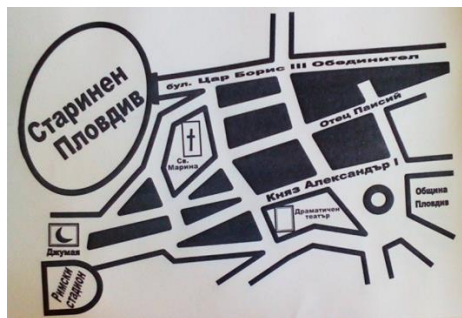 Старинен
Пловдив
бул. Цар Борис III Обединител
Отец Паисий
Св.
Марина
Княз Александър I
Драматичен
театър
Община
Пловдив
Джумая
Римски
стадион